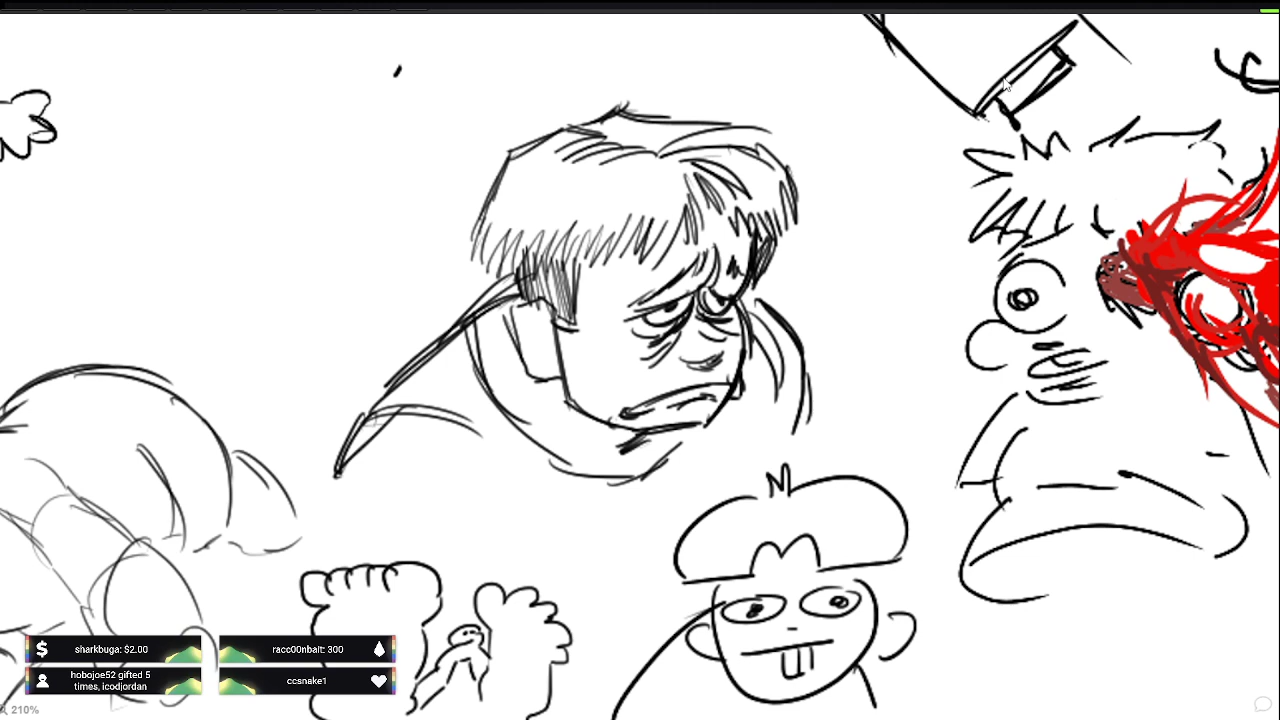 $ sharkbuga: $2.00
racc00nbait: 300
hobojoe52 gifted 5
times, icodjordan
ccsnake1
210%